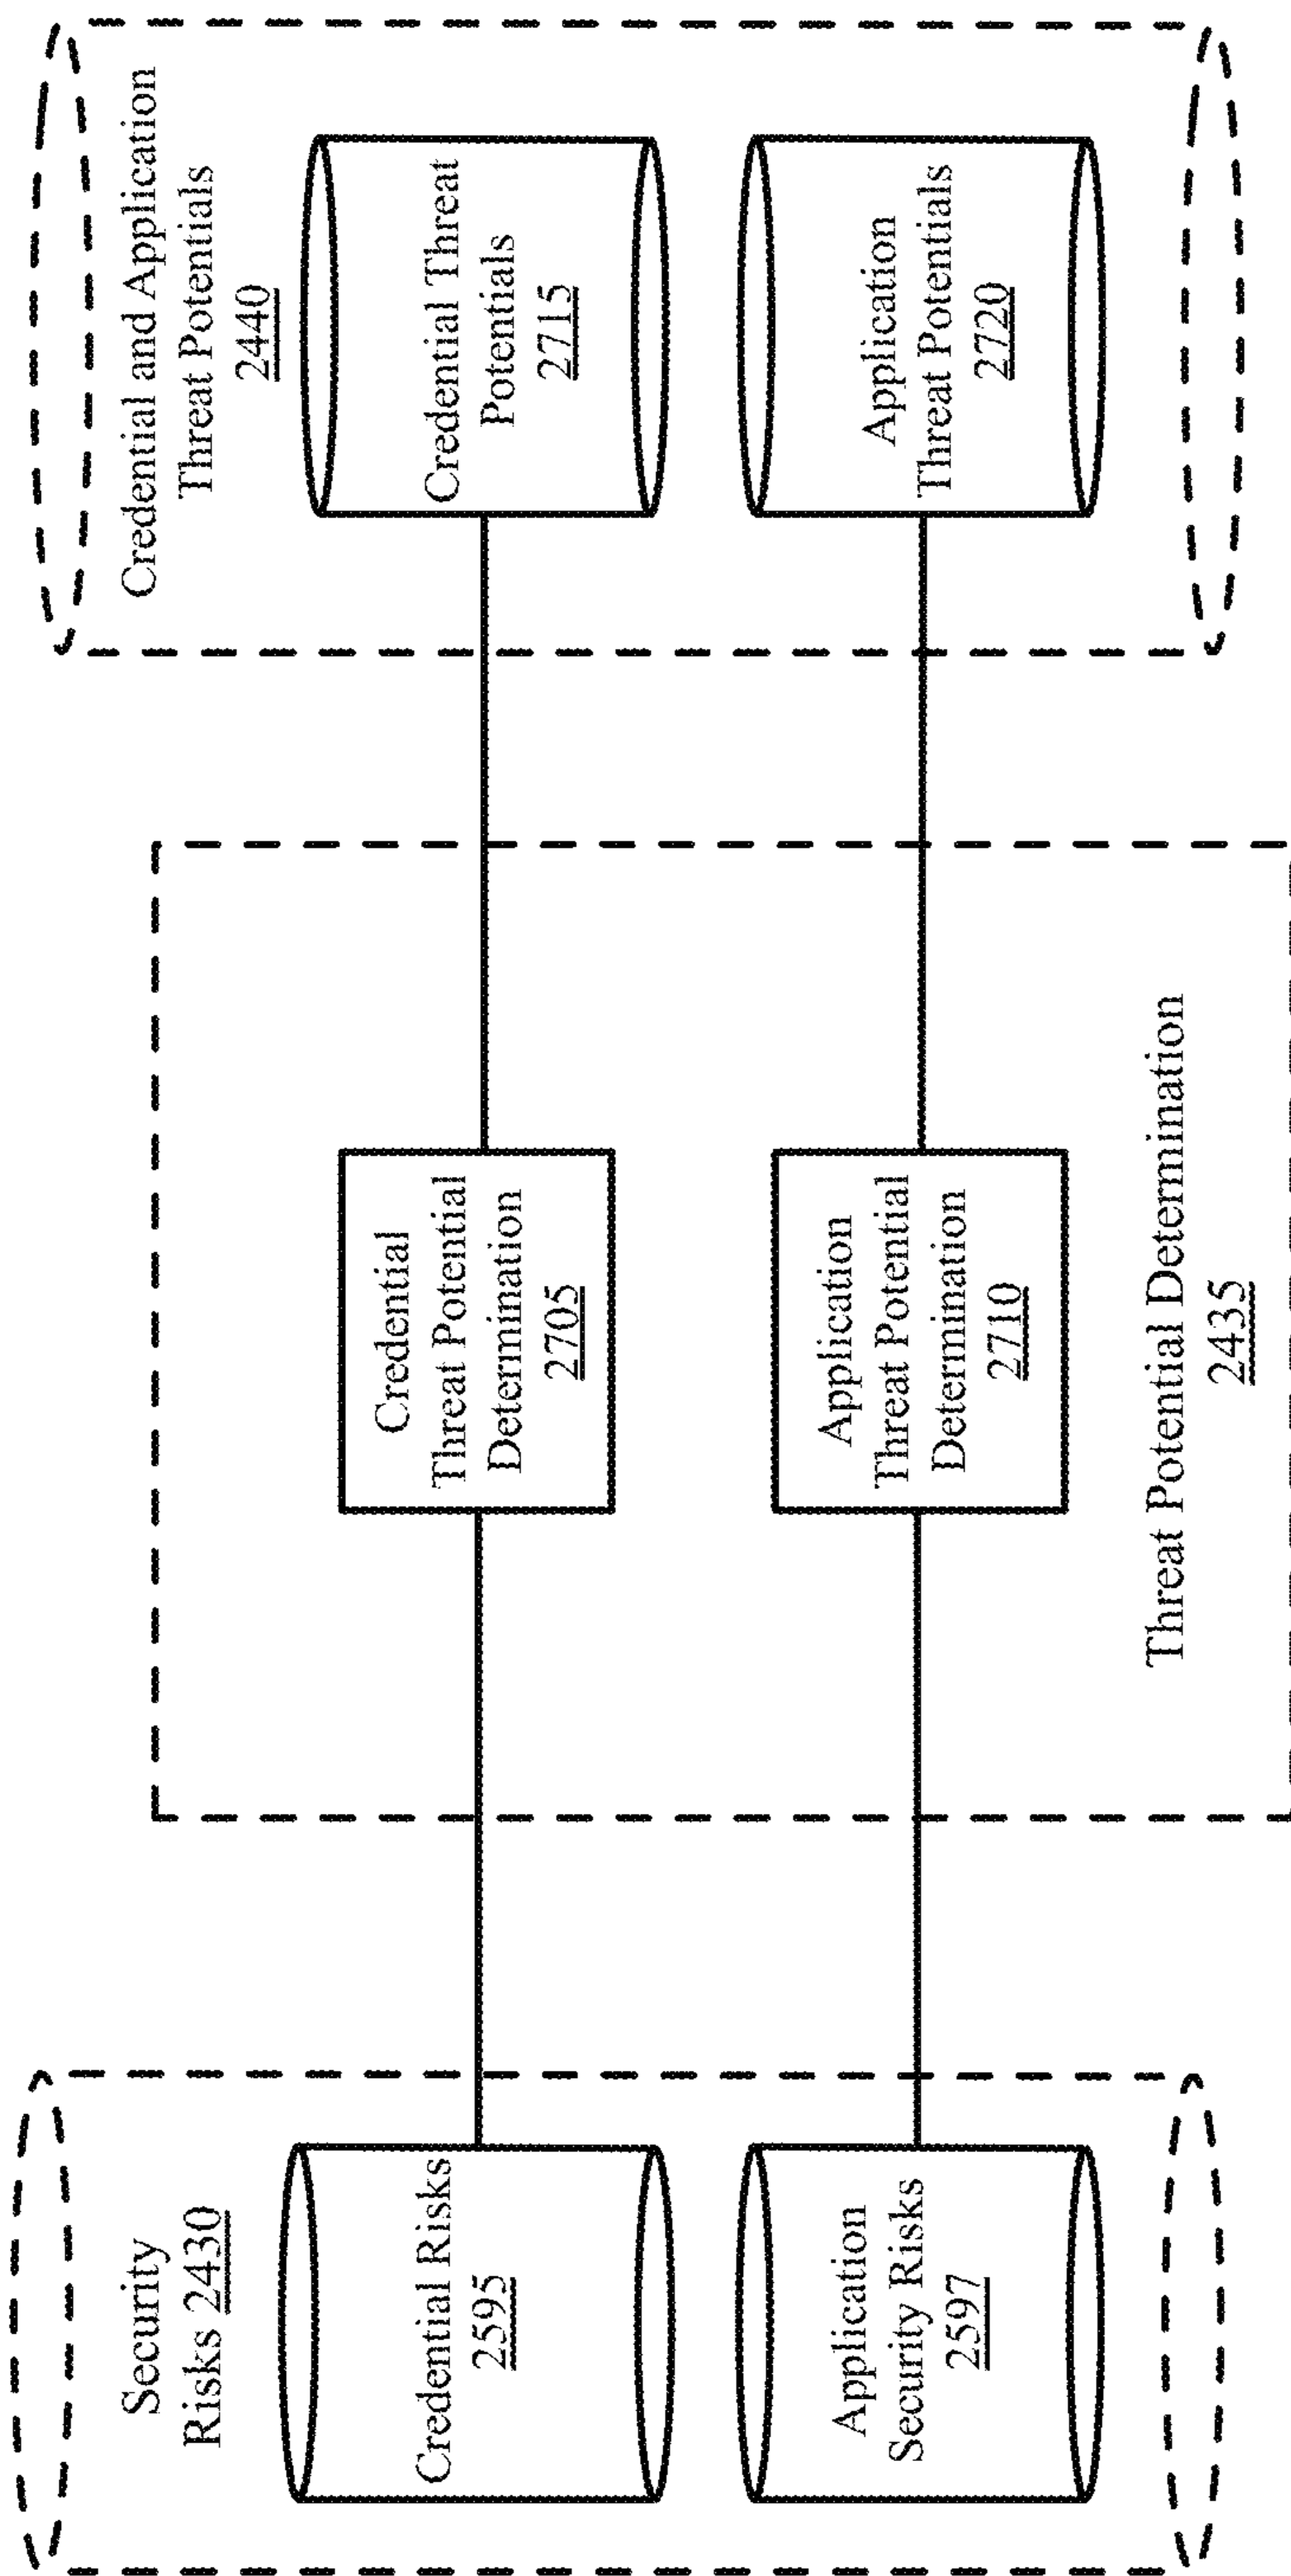 Security
Risks 2430
Credential Risks
2595
Application
Security Risks
2597
Credential
Threat Potential
Determination
2705
Application
Threat Potential
Determination
2710
Threat Potential Determination
2435
Credential and Application
Threat Potentials
2440
Credential Threat
Potentials
2715
Application
Threat Potentials
2720